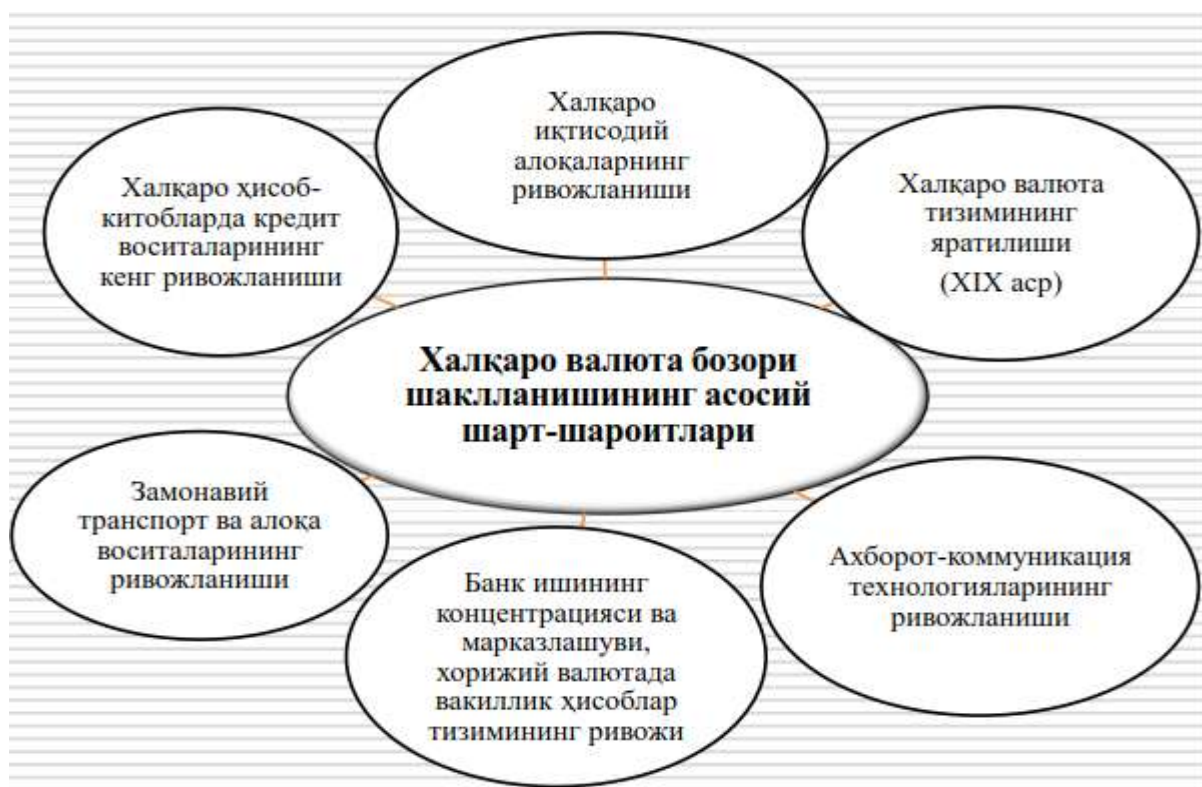 Халқаро
иқтисодий
алоқаларнинг
ривожланиши
Халқаро ҳисоб-
китобларда кредит
воситаларининг
кенг ривожланиши
Халқаро валюта
тизимининг
яратилиши
(XIX аср)
Халқаро валюта бозори
шаклланишининг асосий
шарт-шароитлари
Замонавий
транспорт ва алоқа
воситаларининг
ривожланиши
Банк ишининг
концентрацияси ва
марказлашуви,
хорижий валютада
вакиллик ҳисоблар
тизимининг ривожи
Ахборот-коммуникация
технологияларининг
ривожланиши